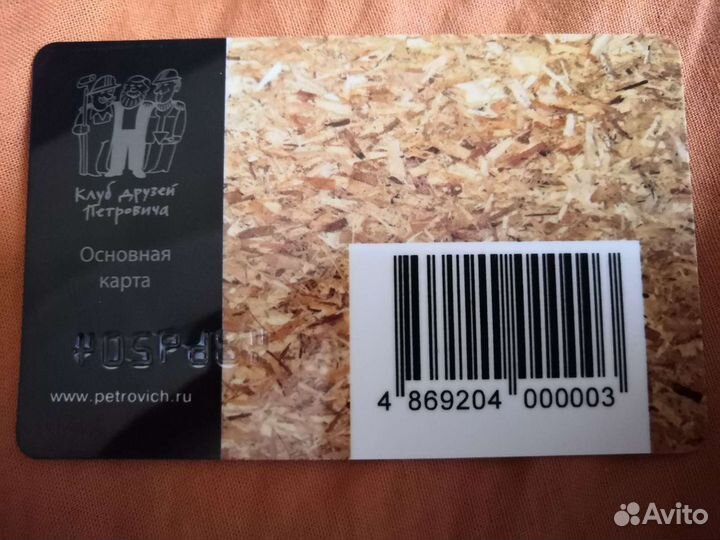 Клуб друзей
Петровича
Основная
карта
www.petrovich.ru
4 869204 000003
Avito